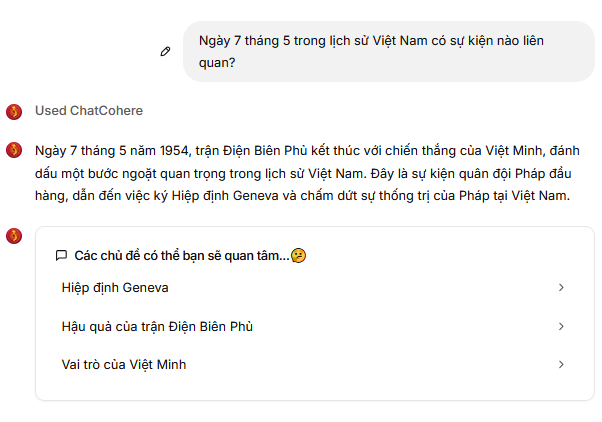 Ngày 7 tháng 5 trong lịch sử Việt Nam có sự kiện nào liên
quan?
Used ChatCohere
Ngày 7 tháng 5 năm 1954, trận Điện Biên Phủ kết thúc với chiến thắng của Việt Minh, đánh
dấu một bước ngoặt quan trọng trong lịch sử Việt Nam. Đây là sự kiện quân đội Pháp đầu
hàng, dẫn đến việc ký Hiệp định Geneva và chấm dứt sự thống trị của Pháp tại Việt Nam.
Các chủ đề có thể bạn sẽ quan tâm...🤔
Hiệp định Geneva
Hậu quả của trận Điện Biên Phủ
Vai trò của Việt Minh